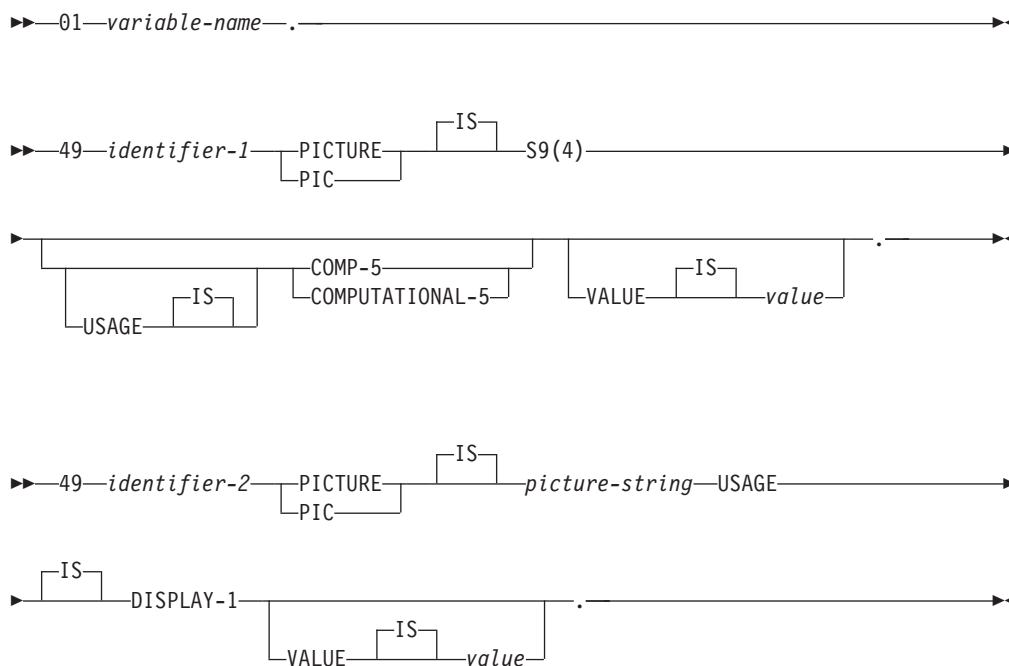 01 variable-name .
IS
49 identifier-1 PICTURE S9(4)
PIC
COMP-5 .
IS COMPUTATIONAL-5 VALUE IS value
USAGE
IS
49 identifier-2 PICTURE picture-string USAGE
PIC
IS
DISPLAY-1 .
IS
VALUE value